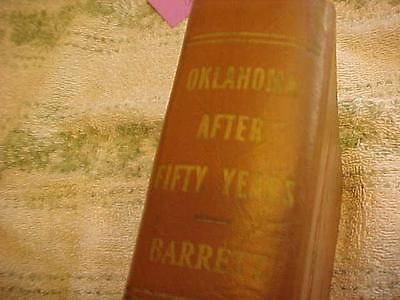 OKLAHOMA
AFTER
FIFTY YEARS
BARRETT